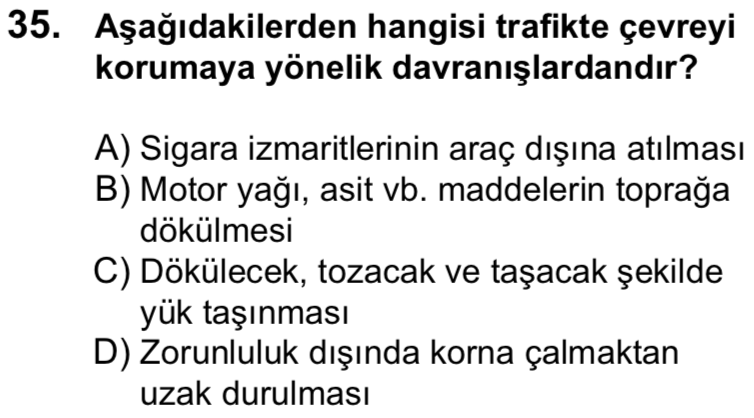 35. Aşağıdakilerden hangisi trafikte çevreyi
korumaya yönelik davranışlardandır?
A) Sigara izmaritlerinin araç dışına atılması
B) Motor yağı, asit vb. maddelerin toprağa
dökülmesi
C) Dökülecek, tozacak ve taşacak şekilde
yük taşınması
D) Zorunluluk dışında korna çalmaktan
uzak durulması